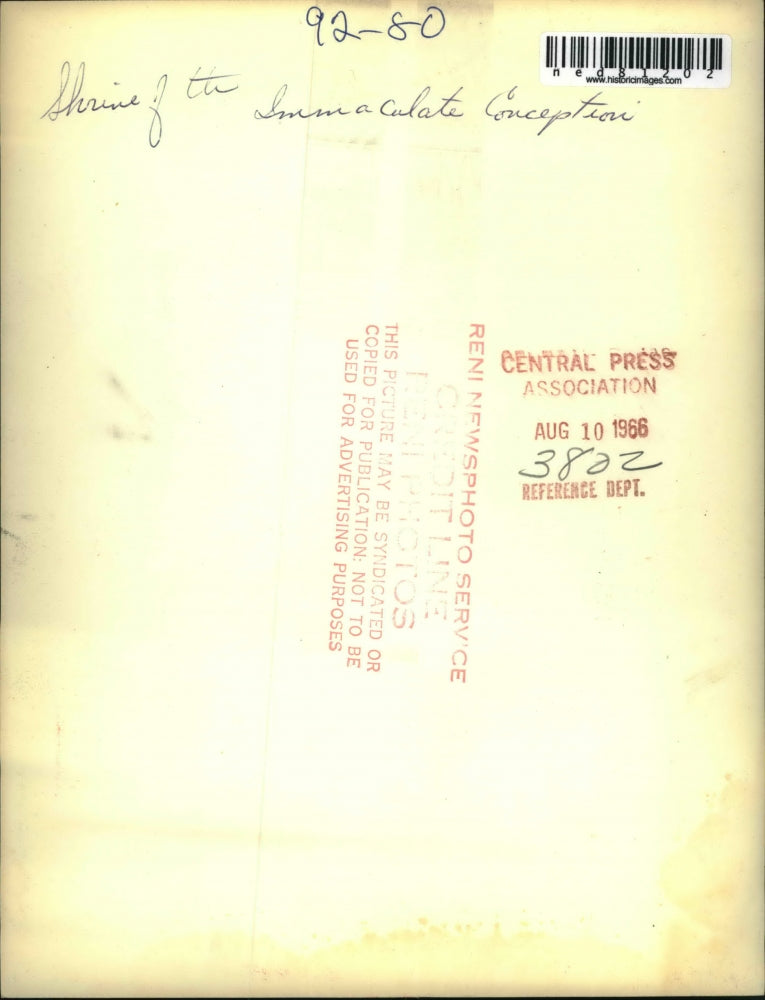 92-80
ned81202
www.historicimages.com
Shrine of the Immaculate Conception
CENTRAL PRESS
ASSOCIATION
AUG 10 1966
3802
REFERENCE DEPT.
RENI NEWSPHOTO SERVICE
CREDIT LINE
RENI PHOTOS
THIS PICTURE MAY BE SYNDICATED OR
COPIED FOR PUBLICATION: NOT TO BE
USED FOR ADVERTISING PURPOSES